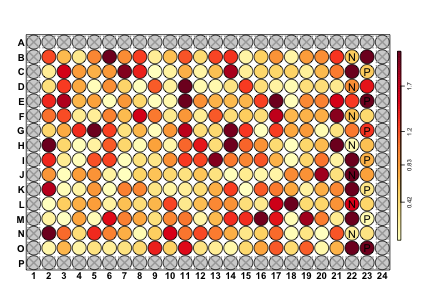 A
B N
C P
D N
E P
F N
G P
H N
I P
J N
K P
L N
M P
N N
O P
P
1 2 3 4 5 6 7 8 9 10 11 12 13 14 15 16 17 18 19 20 21 22 23 24
1.7
1.2
0.83
0.42